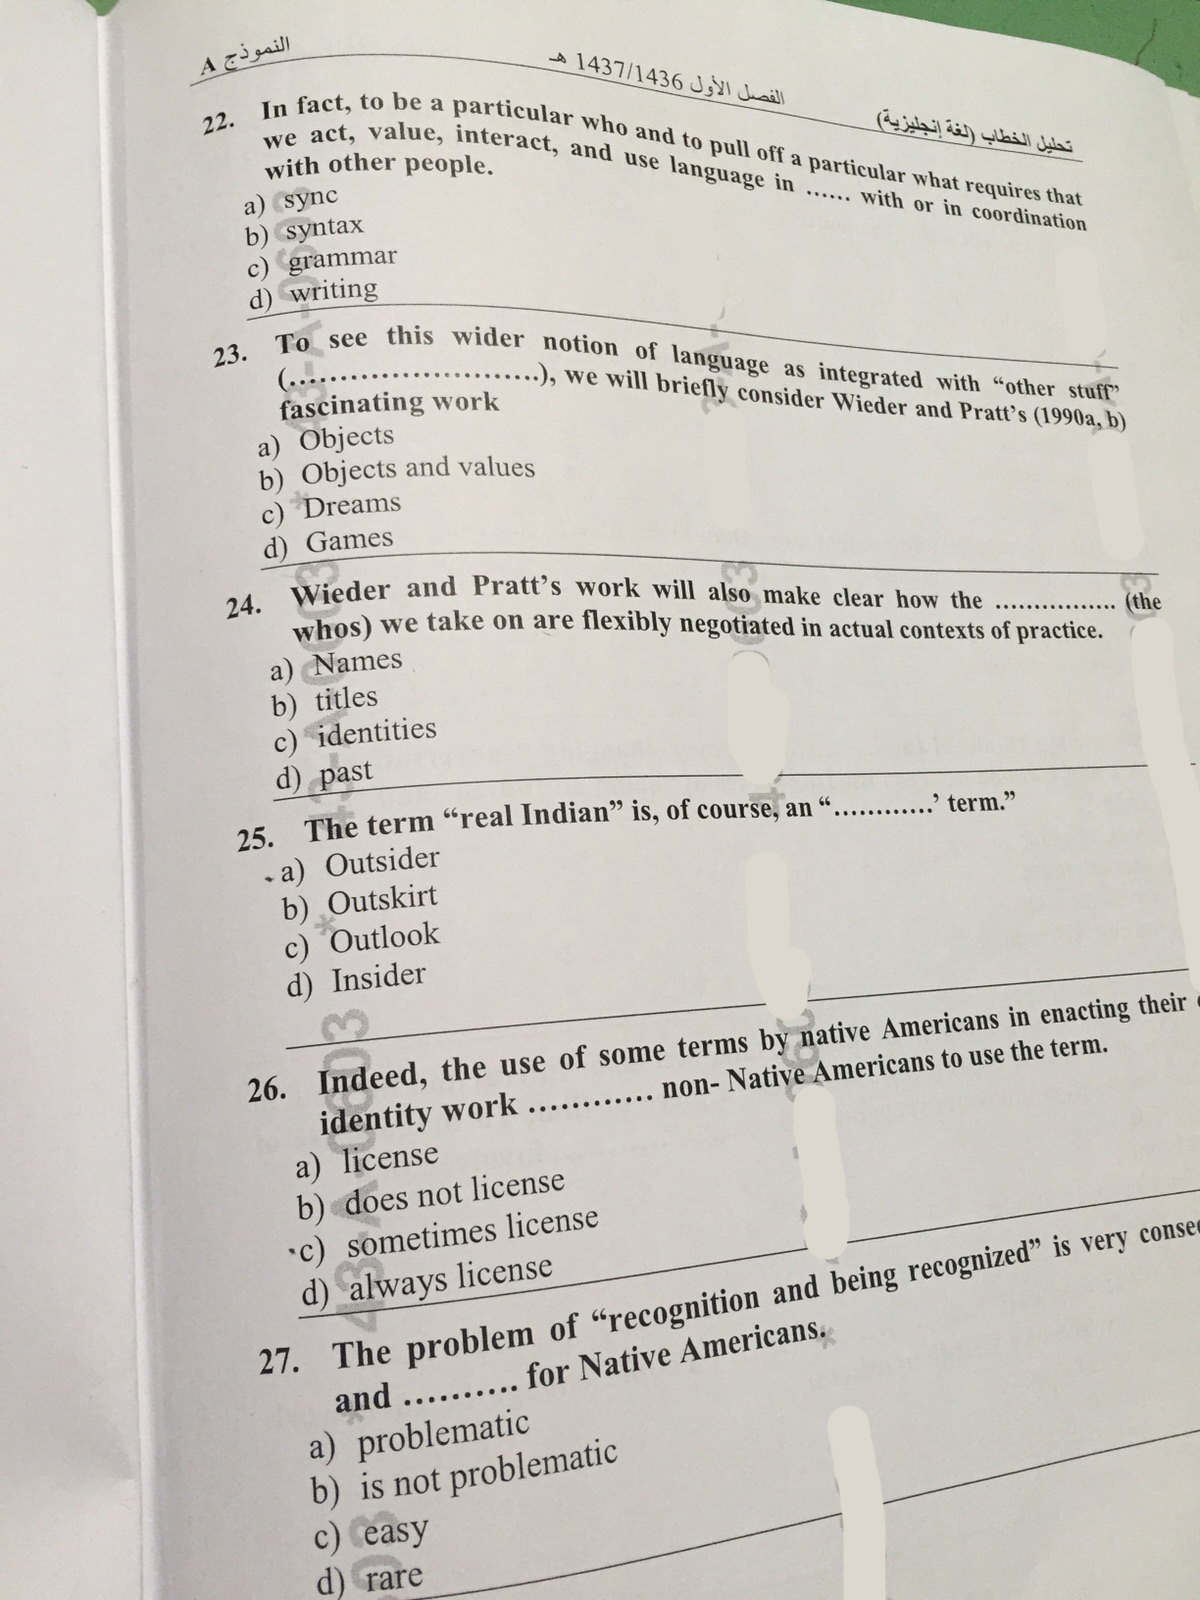 النموذج A
الفصل الأول 1437/1436 هـ
تحليل الخطاب (لغة إنجليزية)
22. In fact, to be a particular who and to pull off a particular what requires that
we act, value, interact, and use language in ...... with or in coordination
with other people.
a) sync
b) syntax
c) grammar
d) writing
23. To see this wider notion of language as integrated with “other stuff”
(.........................), we will briefly consider Wieder and Pratt’s (1990a, b)
fascinating work
a) Objects
b) Objects and values
c) Dreams
d) Games
24. Wieder and Pratt’s work will also make clear how the ................ (the
whos) we take on are flexibly negotiated in actual contexts of practice.
a) Names
b) titles
c) identities
d) past
25. The term “real Indian” is, of course, an “............’ term.”
a) Outsider
b) Outskirt
c) Outlook
d) Insider
26. Indeed, the use of some terms by native Americans in enacting their
identity work ............ non- Native Americans to use the term.
a) license
b) does not license
c) sometimes license
d) always license
27. The problem of “recognition and being recognized” is very
and .......... for Native Americans.
a) problematic
b) is not problematic
c) easy
d) rare